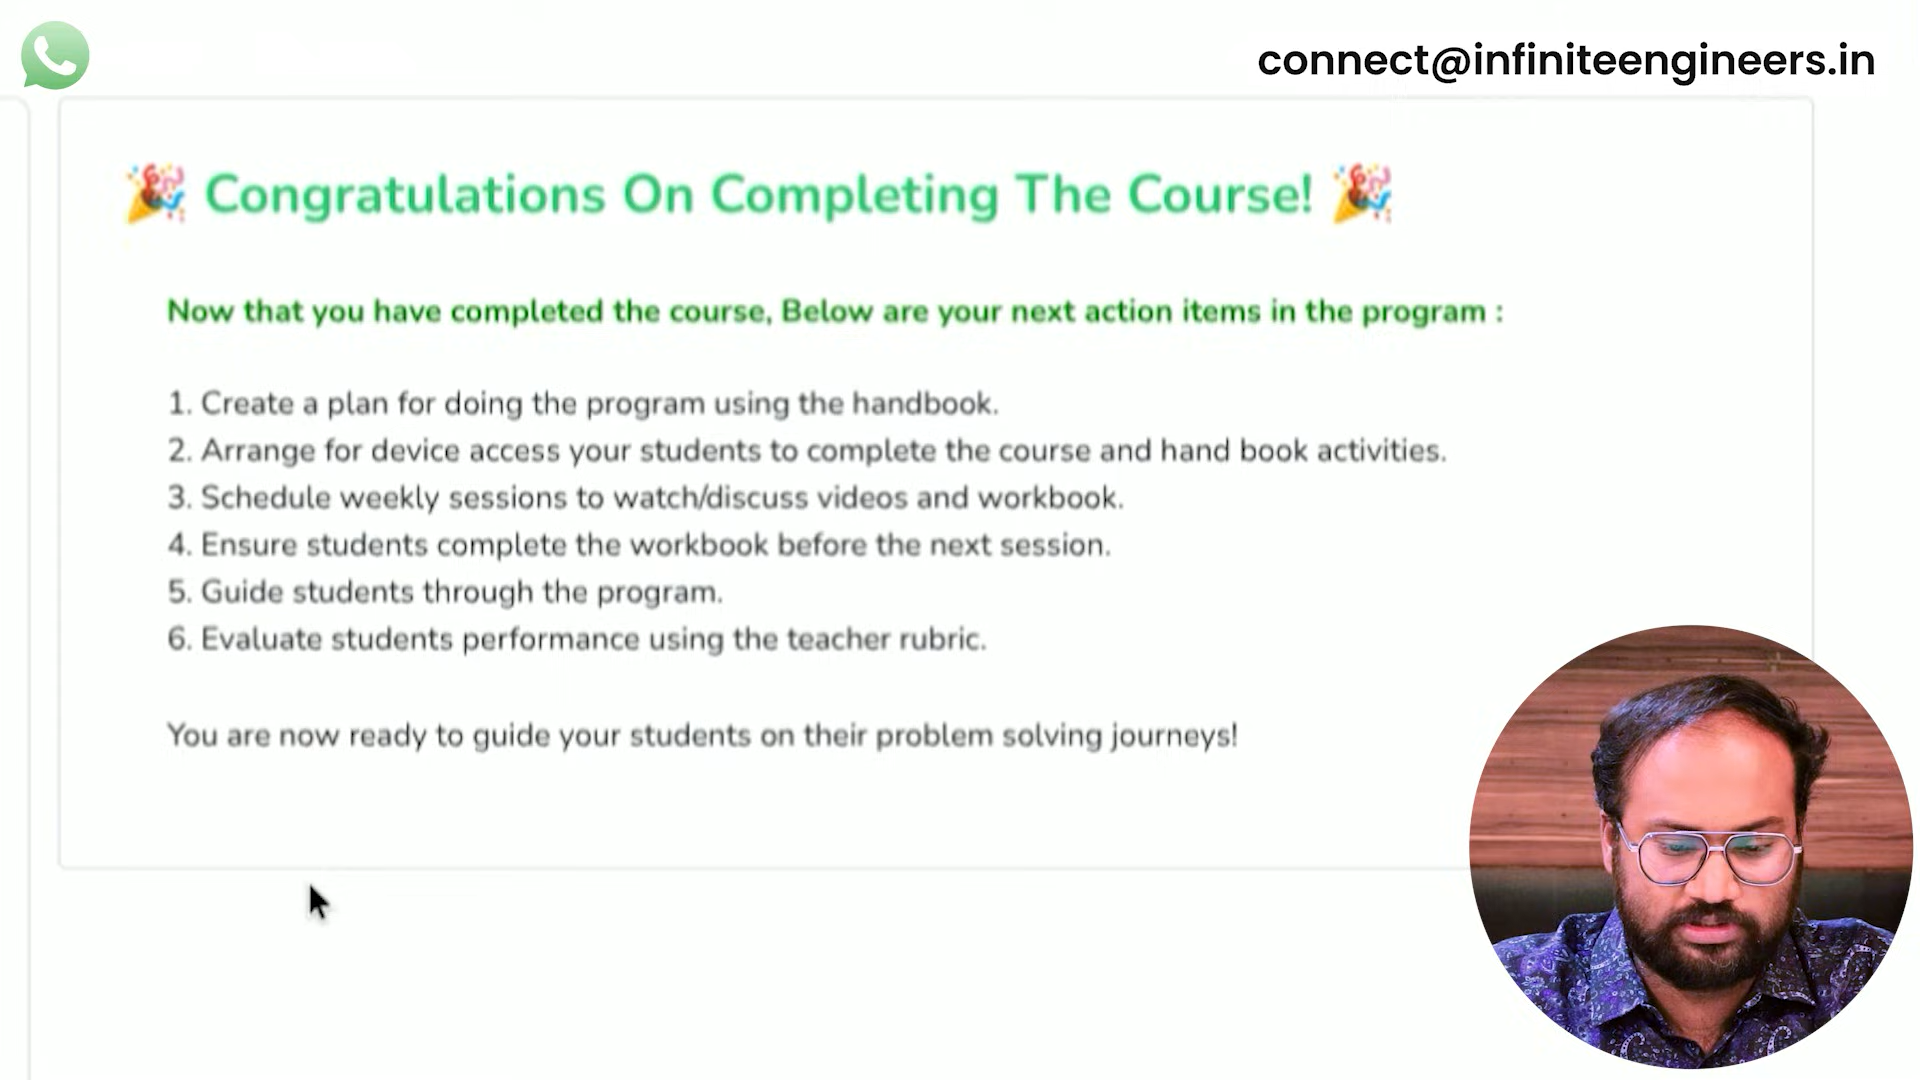 connect@infiniteengineers.in
🎉 Congratulations On Completing The Course! 🎉
Now that you have completed the course, Below are your next action items in the program :
1. Create a plan for doing the program using the handbook.
2. Arrange for device access your students to complete the course and hand book activities.
3. Schedule weekly sessions to watch/discuss videos and workbook.
4. Ensure students complete the workbook before the next session.
5. Guide students through the program.
6. Evaluate students performance using the teacher rubric.
You are now ready to guide your students on their problem solving journeys!